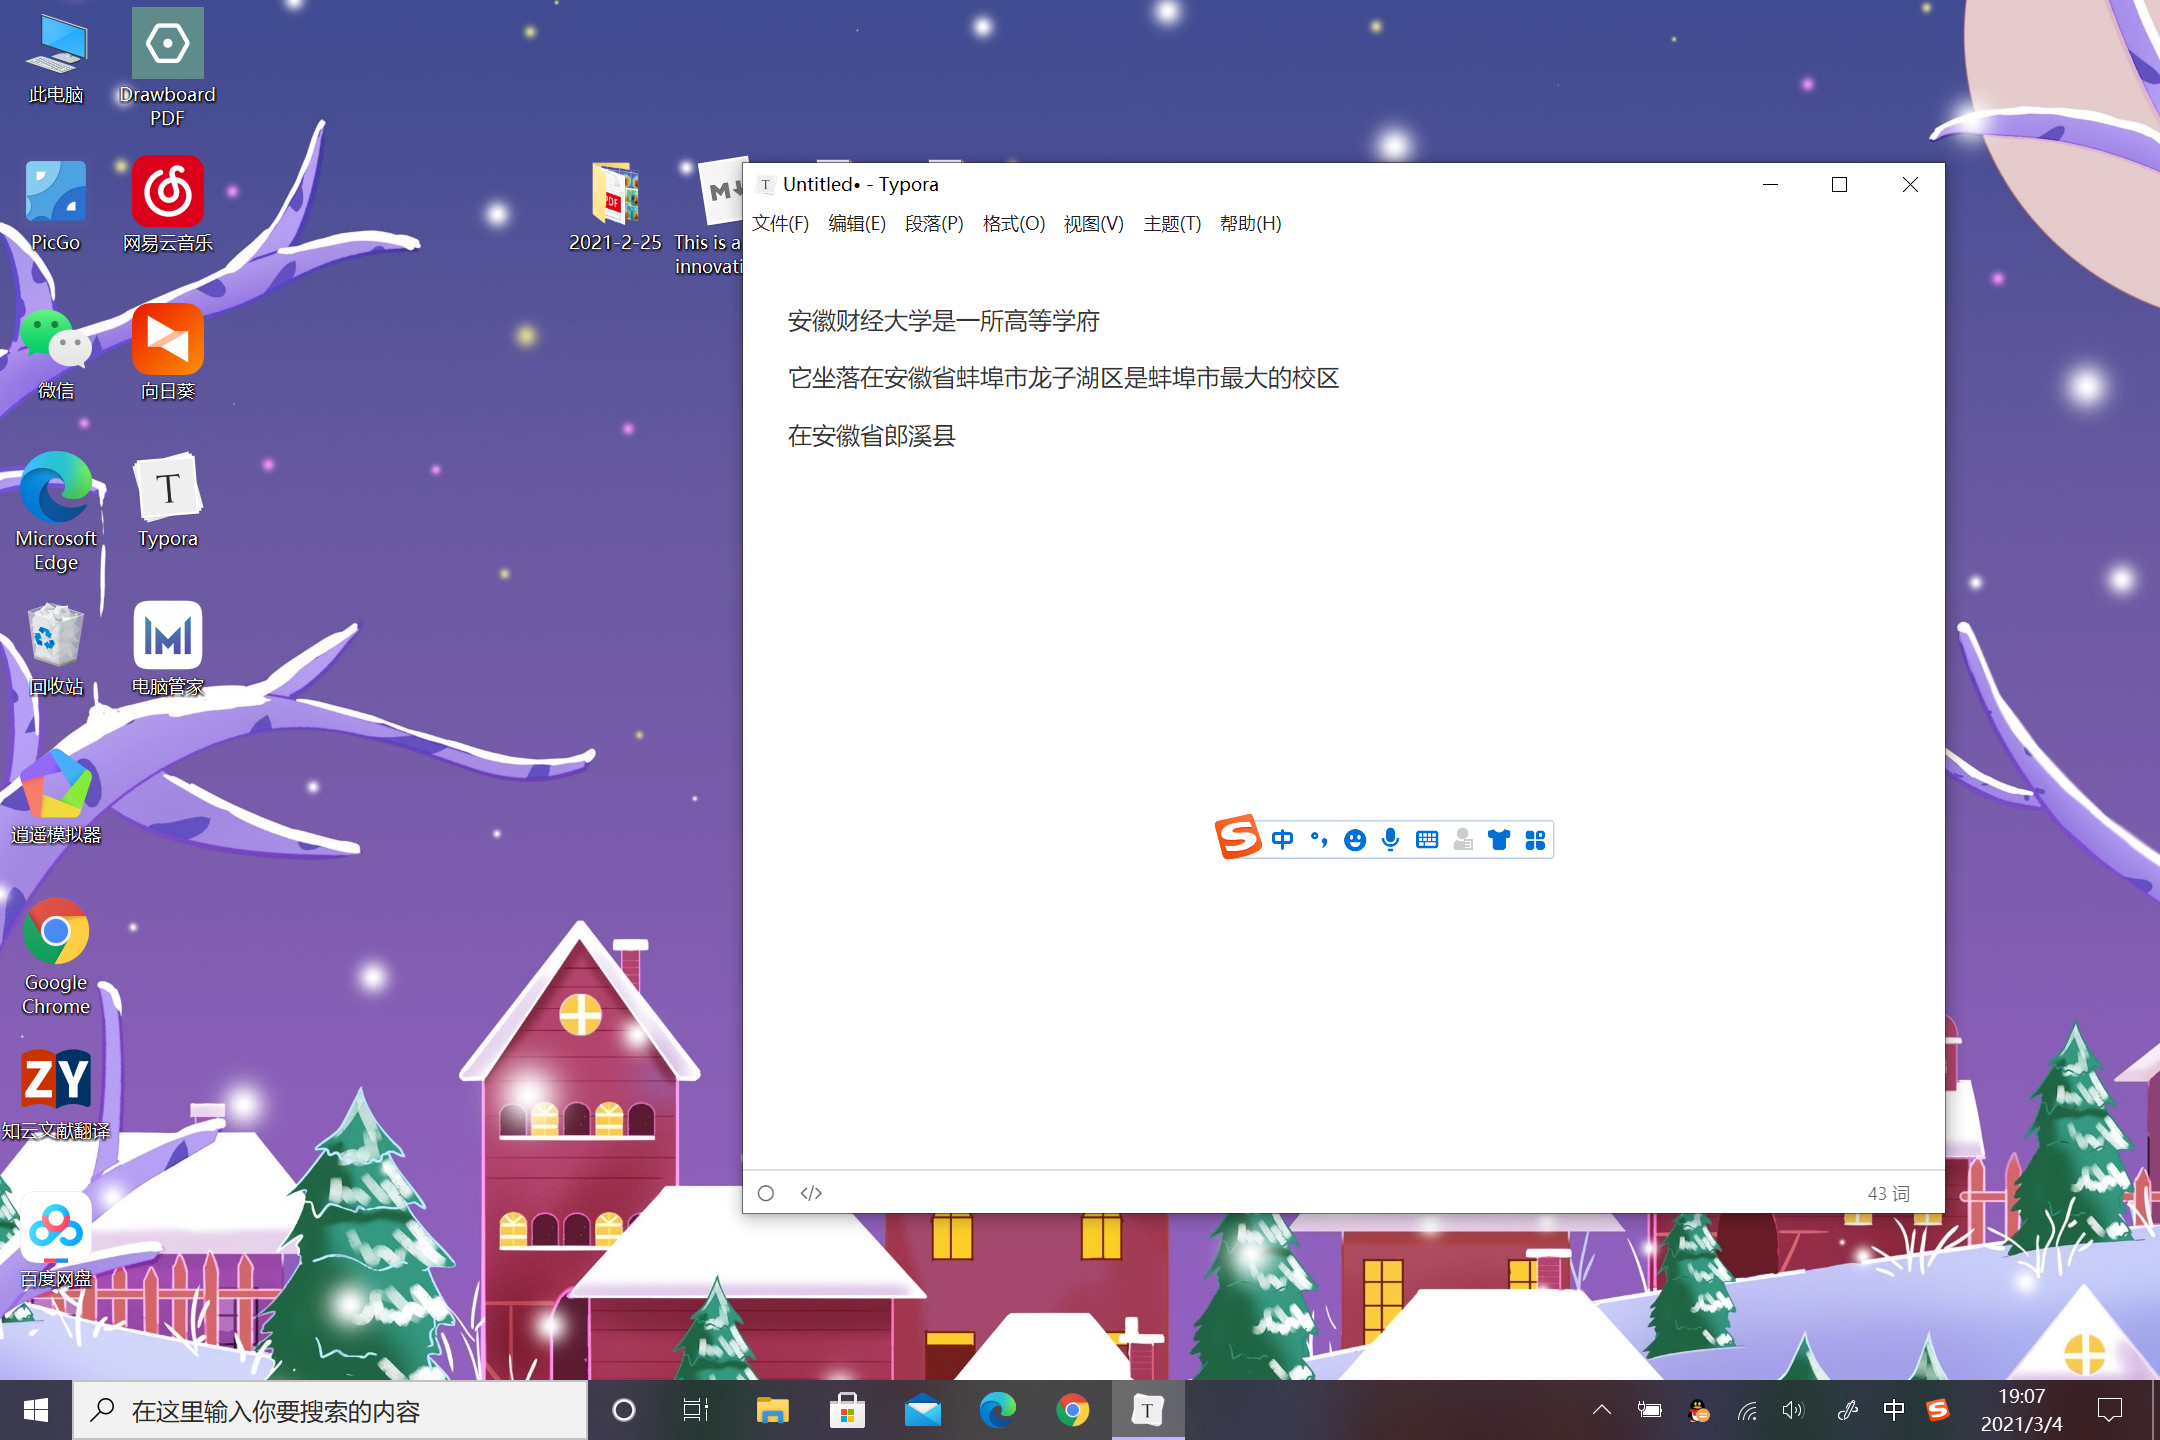 此电脑
Drawboard
PDF
PicGo
网易云音乐
微信
向日葵
Microsoft
Edge
T
Typora
回收站
电脑管家
逍遥模拟器
Google
Chrome
ZY
知云文献翻译
百度网盘
PDF
2021-2-25
M
This is a
innovati
T
Untitled• - Typora
文件(F) 编辑(E) 段落(P) 格式(O) 视图(V) 主题(T) 帮助(H)
安徽财经大学是一所高等学府
它坐落在安徽省蚌埠市龙子湖区是蚌埠市最大的校区
在安徽省郎溪县
S 中
</>
43 词
在这里输入你要搜索的内容
T
中
S
19:07
2021/3/4